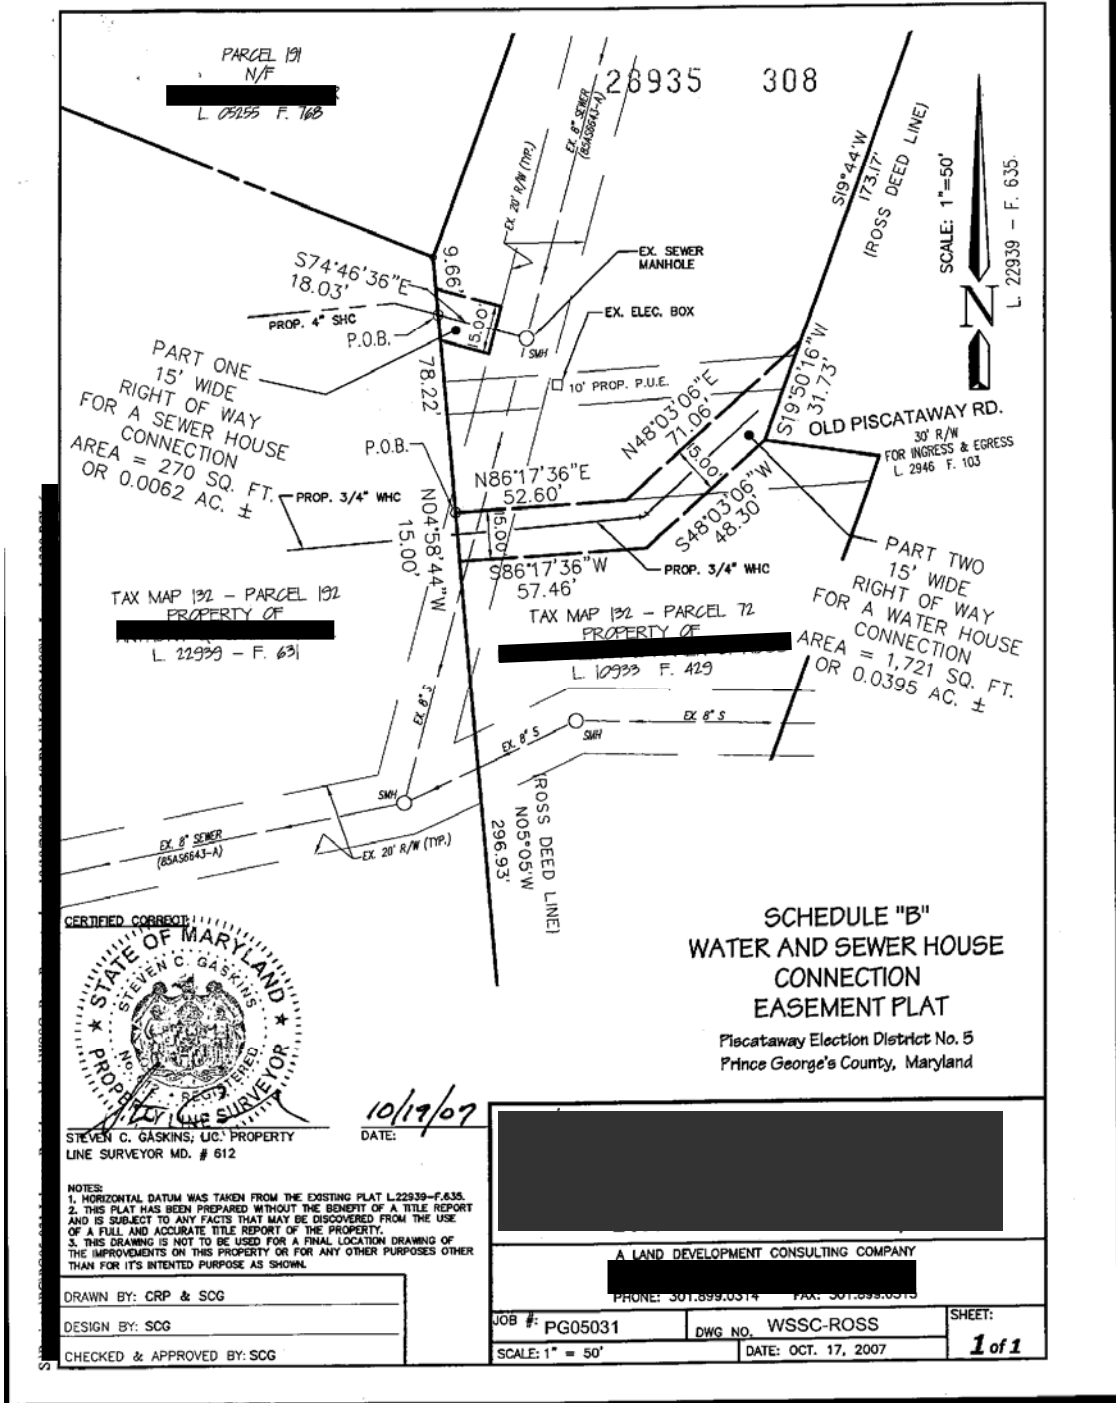 PARCEL 191
N/F
L. 05255 F. 768
26935 308
EX. 8" SEWER
(85AS6643-A)
EX. 20' R/W (TYP.)
S19°44'W
173.17'
(ROSS DEED LINE)
SCALE: 1"=50'
L. 22939 - F. 635.
N
S74°46'36"E
18.03'
9.66'
EX. SEWER
MANHOLE
PROP. 4" SHC
P.O.B.
15.00'
SMH
EX. ELEC. BOX
PART ONE
15' WIDE
RIGHT OF WAY
FOR A SEWER HOUSE
CONNECTION
AREA = 270 SQ. FT.
OR 0.0062 AC. ±
78.22'
10' PROP. P.U.E.
N48°03'06"E
71.06'
S19°50'16"W
31.73'
OLD PISCATAWAY RD.
30' R/W
FOR INGRESS & EGRESS
L. 2946 F. 103
P.O.B.
N86°17'36"E
52.60'
15.00'
S48°03'06"W
48.30'
PROP. 3/4" WHC
N04°58'44"W
15.00'
15.00'
S86°17'36"W
57.46'
PROP. 3/4" WHC
PART TWO
15' WIDE
RIGHT OF WAY
FOR A WATER HOUSE
CONNECTION
AREA = 1,721 SQ. FT.
OR 0.0395 AC. ±
TAX MAP 132 - PARCEL 192
PROPERTY OF
L. 22939 - F. 631
TAX MAP 132 - PARCEL 72
PROPERTY OF
L. 10933 F. 429
EX. 8" S
EX. 8" S
EX. 8" S
SMH
SMH
EX. 8" SEWER
(85AS6643-A)
EX. 20' R/W (TYP.)
(ROSS DEED LINE)
N05°05'W
296.93'
CERTIFIED CORRECT:
STATE OF MARYLAND
STEVEN C. GASKINS
REGISTERED
PROPERTY LINE SURVEYOR
10/19/07
STEVEN C. GASKINS, LIC. PROPERTY
LINE SURVEYOR MD. # 612
DATE:
SCHEDULE "B"
WATER AND SEWER HOUSE
CONNECTION
EASEMENT PLAT
Piscataway Election District No. 5
Prince George's County, Maryland
NOTES:
1. HORIZONTAL DATUM WAS TAKEN FROM THE EXISTING PLAT L.22939-F.635.
2. THIS PLAT HAS BEEN PREPARED WITHOUT THE BENEFIT OF A TITLE REPORT
AND IS SUBJECT TO ANY FACTS THAT MAY BE DISCOVERED FROM THE USE
OF A FULL AND ACCURATE TITLE REPORT OF THE PROPERTY.
3. THIS DRAWING IS NOT TO BE USED FOR A FINAL LOCATION DRAWING OF
THE IMPROVEMENTS ON THIS PROPERTY OR FOR ANY OTHER PURPOSES OTHER
THAN FOR IT'S INTENTED PURPOSE AS SHOWN.
DRAWN BY: CRP & SCG
DESIGN BY: SCG
CHECKED & APPROVED BY: SCG
A LAND DEVELOPMENT CONSULTING COMPANY
PHONE: 301.899.0314 FAX:
JOB #: PG05031
DWG NO. WSSC-ROSS
SCALE: 1" = 50'
DATE: OCT. 17, 2007
SHEET:
1 of 1